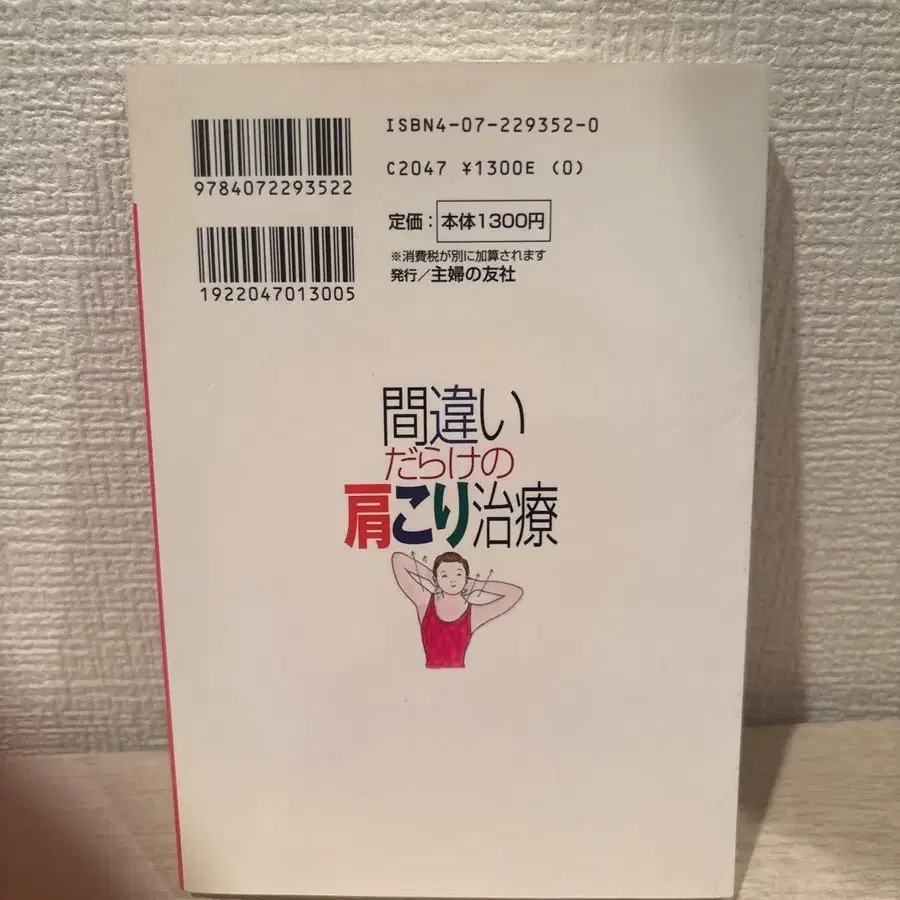 ISBN4-07-229352-0
9784072293522
C2047 ¥1300E (0)
定価：本体1300円
※消費税が別に加算されます
発行／主婦の友社
1922047013005
間違い
だらけの
肩こり治療